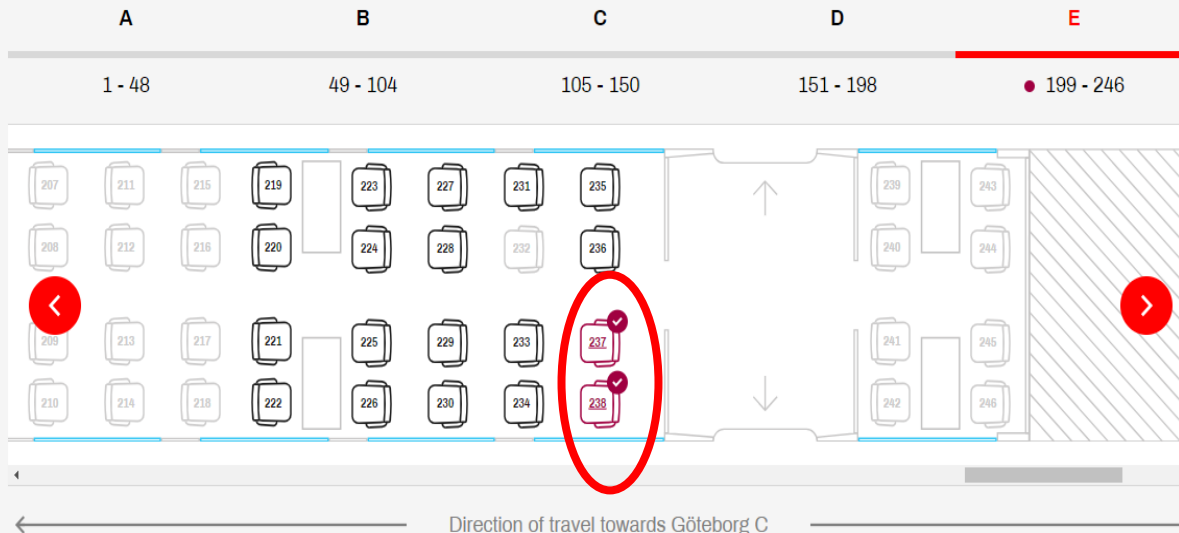 A B C D E
1 - 48 49 - 104 105 - 150 151 - 198 199 - 246
207 211 215 219 223 227 231 235 239 243
208 212 216 220 224 228 232 236 240 244
209 213 217 221 225 229 233 237 241 245
210 214 218 222 226 230 234 238 242 246
Direction of travel towards Göteborg C